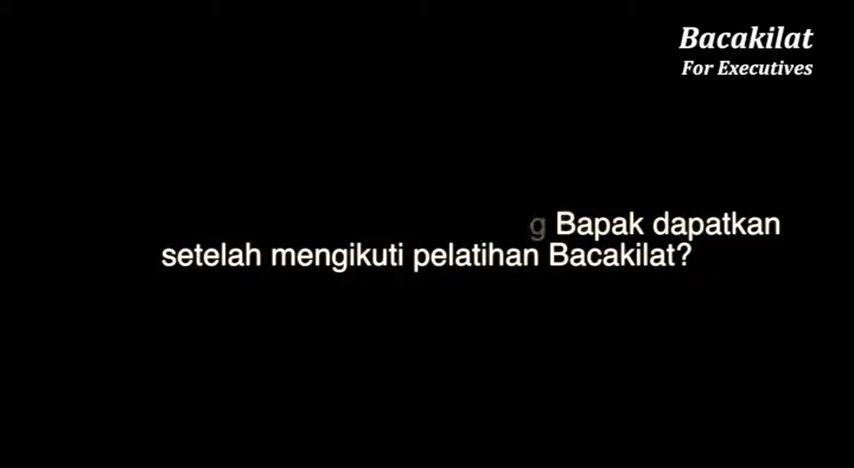 Bacakilat
For Executives
g Bapak dapatkan
setelah mengikuti pelatihan Bacakilat?